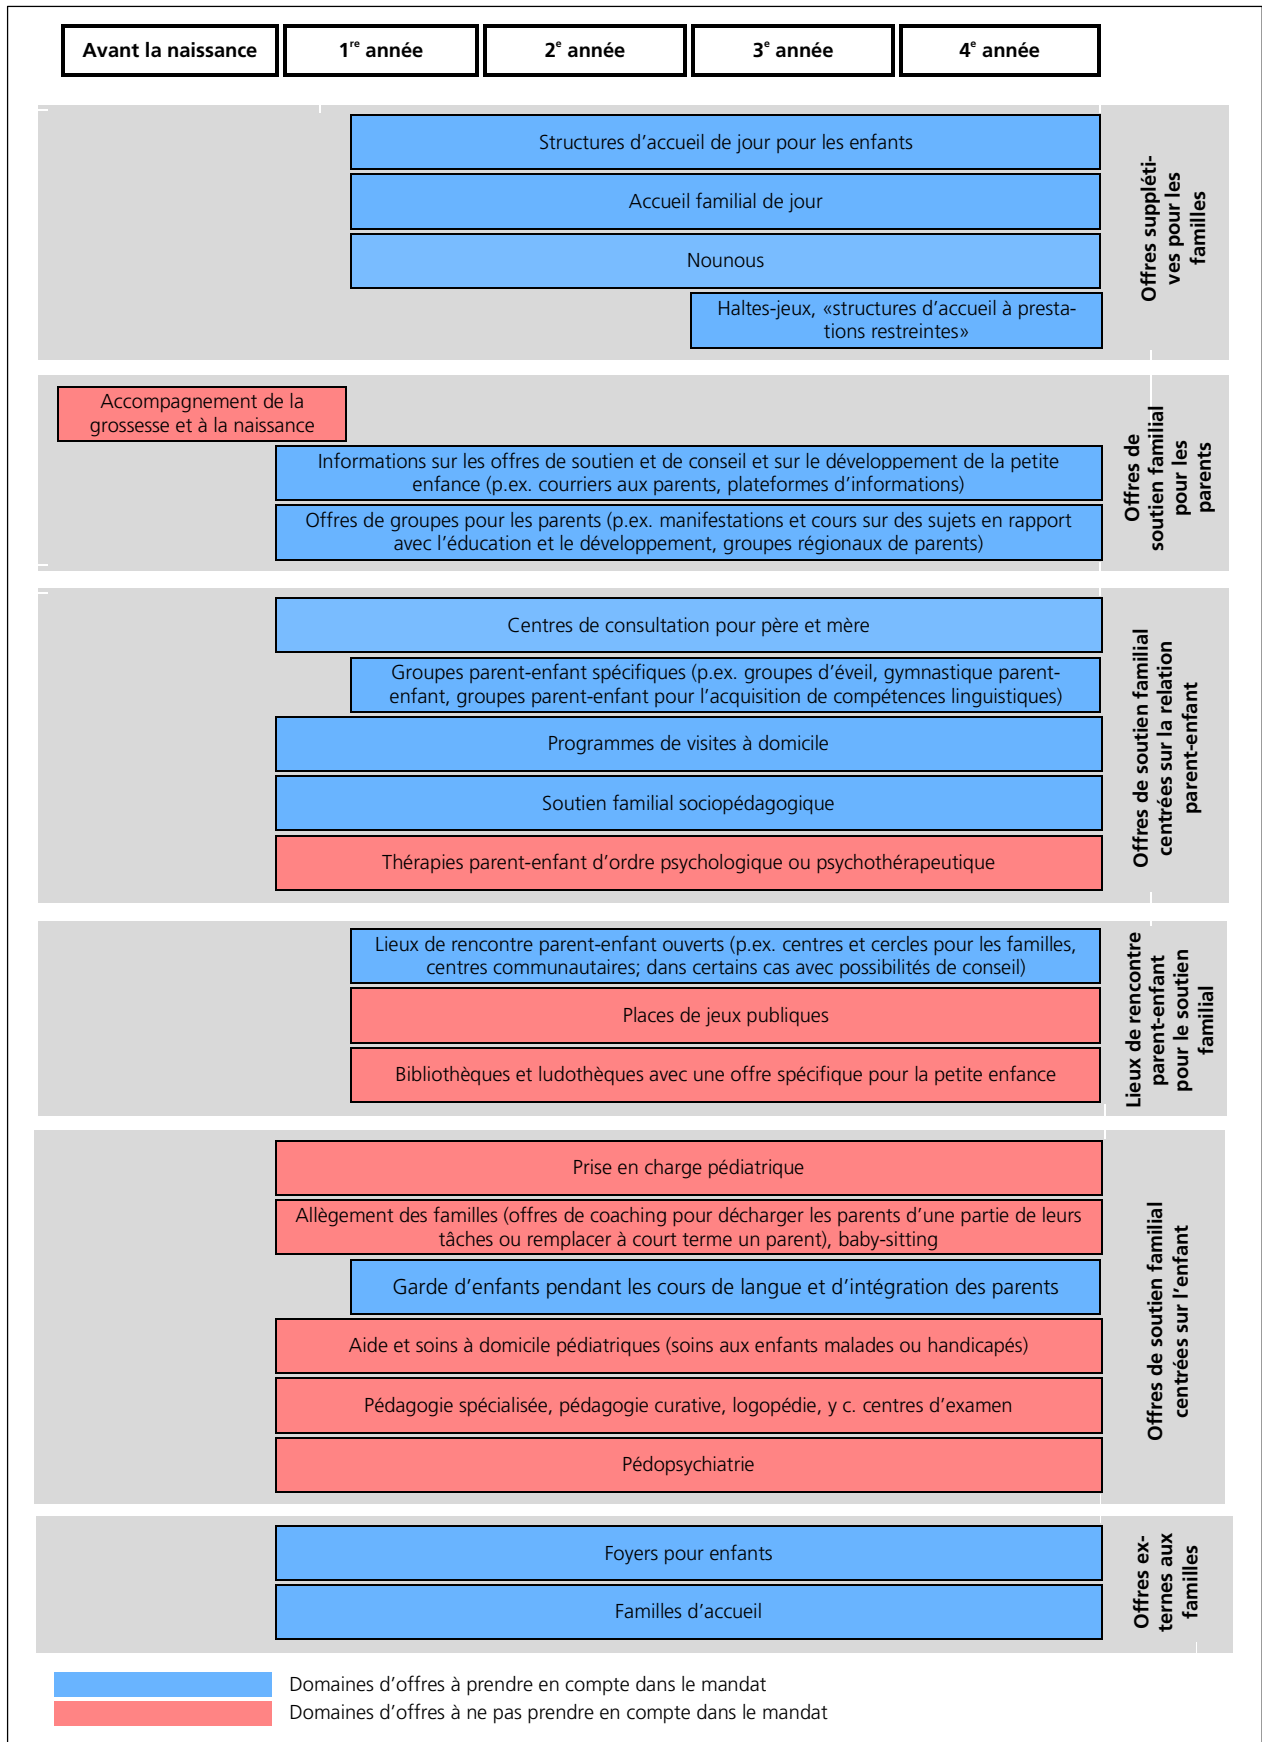 Avant la naissance
1re année
2e année
3e année
4e année
Structures d'accueil de jour pour les enfants
Accueil familial de jour
Nounous
Haltes-jeux, «structures d'accueil à presta-
tions restreintes»
Offres suppléti-
ves pour les
familles
Accompagnement de la
grossesse et à la naissance
Informations sur les offres de soutien et de conseil et sur le développement de la petite
enfance (p.ex. courriers aux parents, plateformes d'informations)
Offres de groupes pour les parents (p.ex. manifestations et cours sur des sujets en rapport
avec l'éducation et le développement, groupes régionaux de parents)
Offres de
soutien familial
pour les
parents
Centres de consultation pour père et mère
Groupes parent-enfant spécifiques (p.ex. groupes d'éveil, gymnastique parent-
enfant, groupes parent-enfant pour l'acquisition de compétences linguistiques)
Programmes de visites à domicile
Soutien familial sociopédagogique
Thérapies parent-enfant d'ordre psychologique ou psychothérapeutique
Offres de soutien familial
centrées sur la relation
parent-enfant
Lieux de rencontre parent-enfant ouverts (p.ex. centres et cercles pour les familles,
centres communautaires; dans certains cas avec possibilités de conseil)
Places de jeux publiques
Bibliothèques et ludothèques avec une offre spécifique pour la petite enfance
Lieux de rencontre
parent-enfant
pour le soutien
familial
Prise en charge pédiatrique
Allègement des familles (offres de coaching pour décharger les parents d'une partie de leurs
tâches ou remplacer à court terme un parent), baby-sitting
Garde d'enfants pendant les cours de langue et d'intégration des parents
Aide et soins à domicile pédiatriques (soins aux enfants malades ou handicapés)
Pédagogie spécialisée, pédagogie curative, logopédie, y c. centres d'examen
Pédopsychiatrie
Offres de soutien familial
centrées sur l'enfant
Foyers pour enfants
Familles d'accueil
Offres ex-
ternes aux
familles
Domaines d'offres à prendre en compte dans le mandat
Domaines d'offres à ne pas prendre en compte dans le mandat